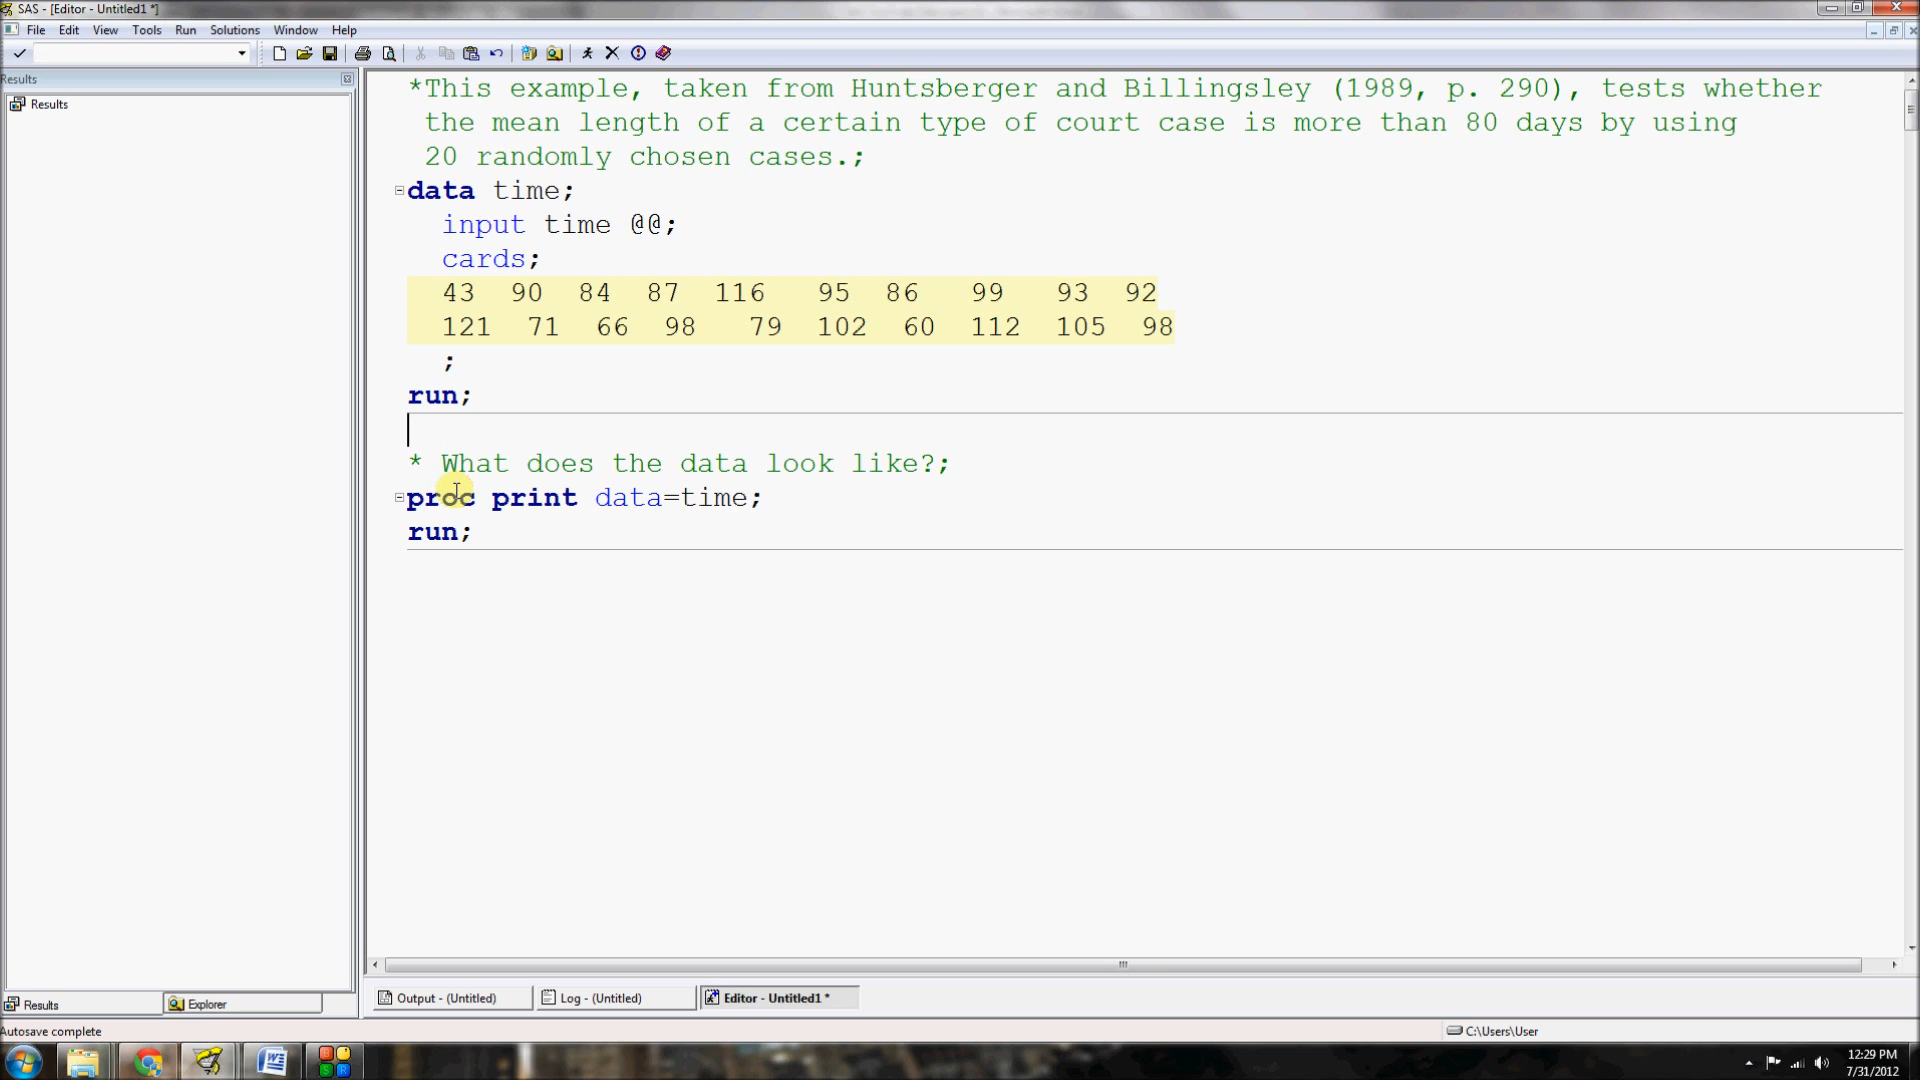 SAS - [Editor - Untitled1 *]
File Edit View Tools Run Solutions Window Help
Results
Results
*This example, taken from Huntsberger and Billingsley (1989, p. 290), tests whether
the mean length of a certain type of court case is more than 80 days by using
20 randomly chosen cases.;
data time;
input time @@;
cards;
43 90 84 87 116 95 86 99 93 92
121 71 66 98 79 102 60 112 105 98
;
run;
* What does the data look like?;
proc print data=time;
run;
Results Explorer
Output - (Untitled) Log - (Untitled) Editor - Untitled1 *
Autosave complete
C:\Users\User
12:29 PM
7/31/2012